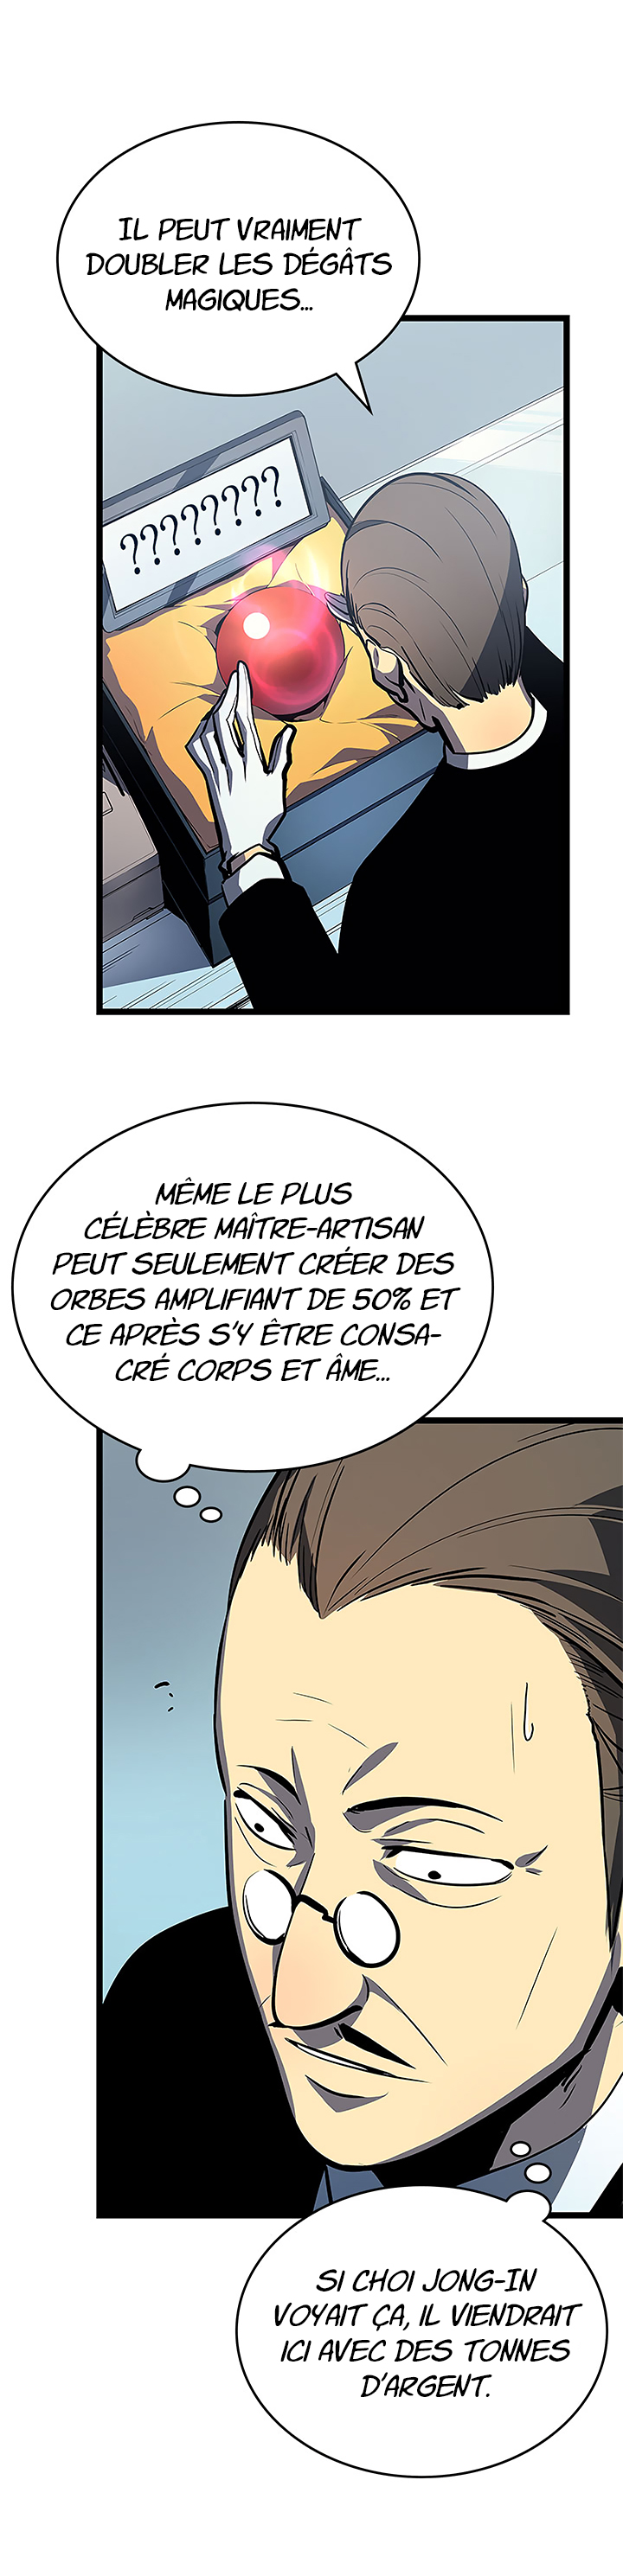 IL PEUT VRAIMENT
DOUBLER LES DÉGÂTS
MAGIQUES...
????????
MÊME LE PLUS
CÉLÈBRE MAÎTRE-ARTISAN
PEUT SEULEMENT CRÉER DES
ORBES AMPLIFIANT DE 50% ET
CE APRÈS S'Y ÊTRE CONSA-
CRÉ CORPS ET ÂME...
SI CHOI JONG-IN
VOYAIT ÇA, IL VIENDRAIT
ICI AVEC DES TONNES
D'ARGENT.